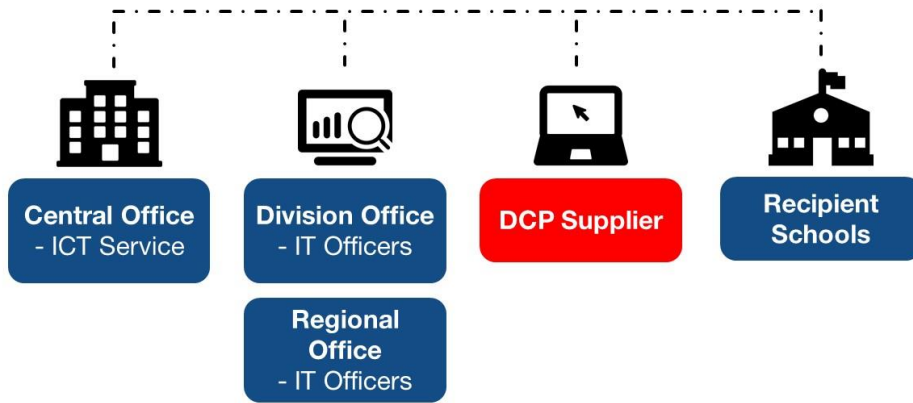 Central Office
- ICT Service
Division Office
- IT Officers
Regional
Office
- IT Officers
DCP Supplier
Recipient
Schools